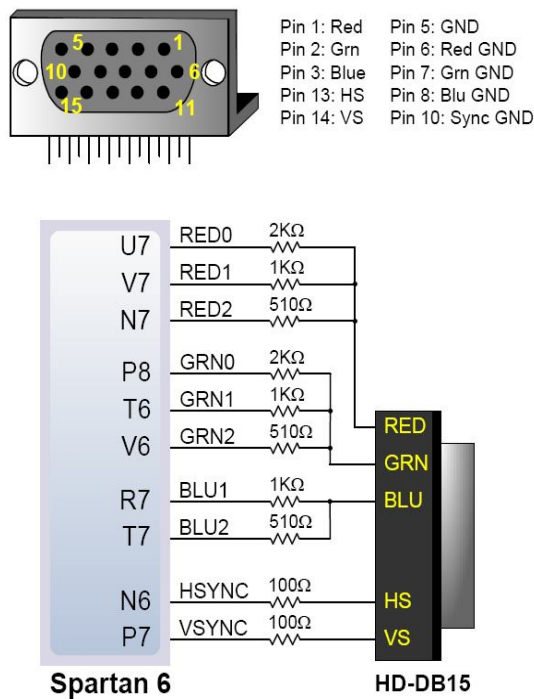 5 1
10 6
15 11
Pin 1: Red Pin 5: GND
Pin 2: Grn Pin 6: Red GND
Pin 3: Blue Pin 7: Grn GND
Pin 13: HS Pin 8: Blu GND
Pin 14: VS Pin 10: Sync GND
U7 RED0 2KΩ
V7 RED1 1KΩ
N7 RED2 510Ω
P8 GRN0 2KΩ
T6 GRN1 1KΩ
V6 GRN2 510Ω
R7 BLU1 1KΩ
T7 BLU2 510Ω
N6 HSYNC 100Ω
P7 VSYNC 100Ω
RED
GRN
BLU
HS
VS
Spartan 6
HD-DB15